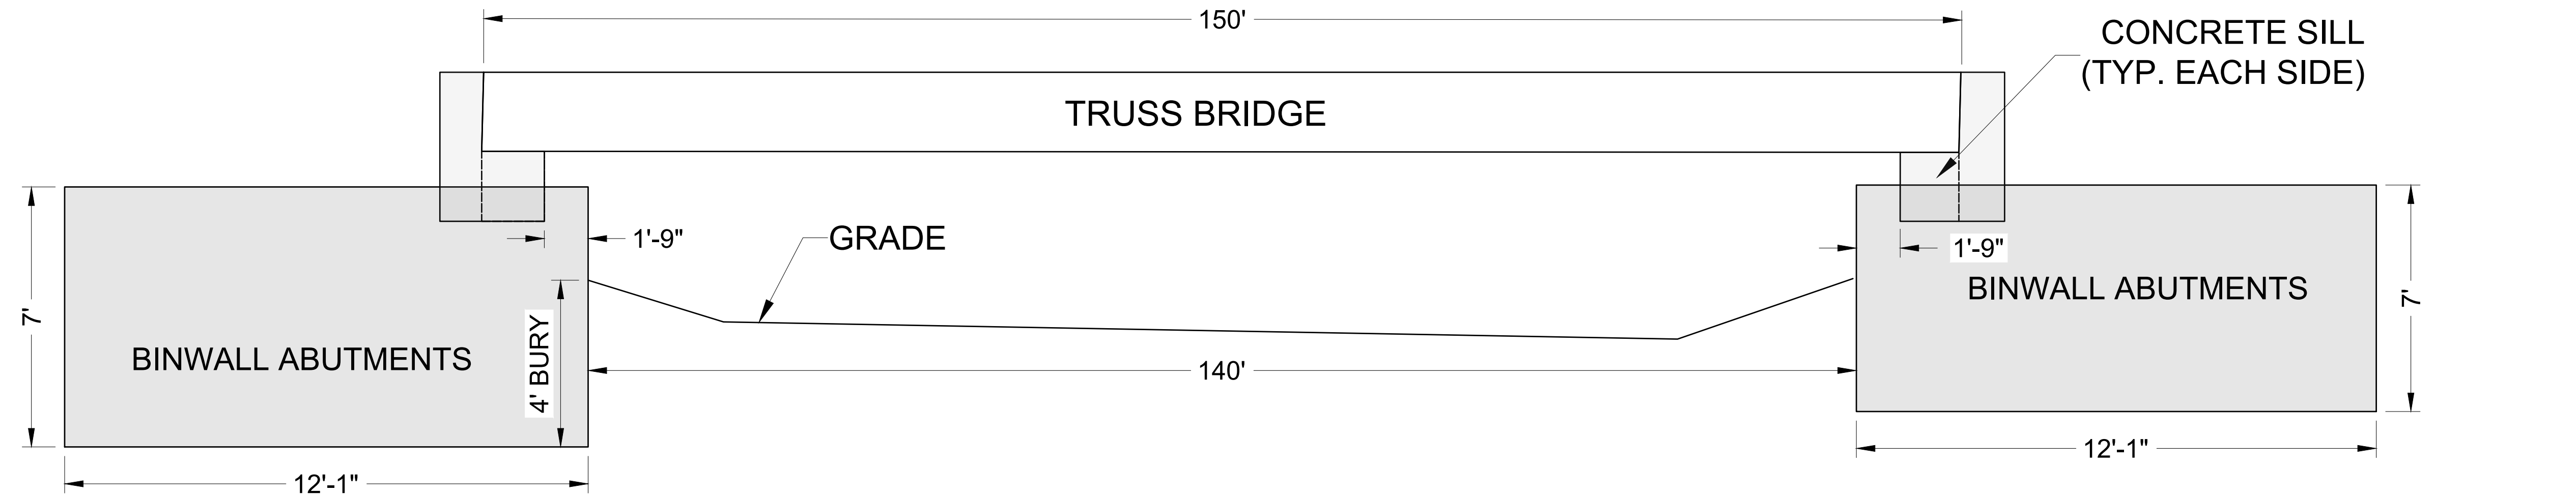 150'
CONCRETE SILL
(TYP. EACH SIDE)
TRUSS BRIDGE
1'-9"
GRADE
1'-9"
BINWALL ABUTMENTS
7'
7'
4' BURY
BINWALL ABUTMENTS
140'
12'-1"
12'-1"